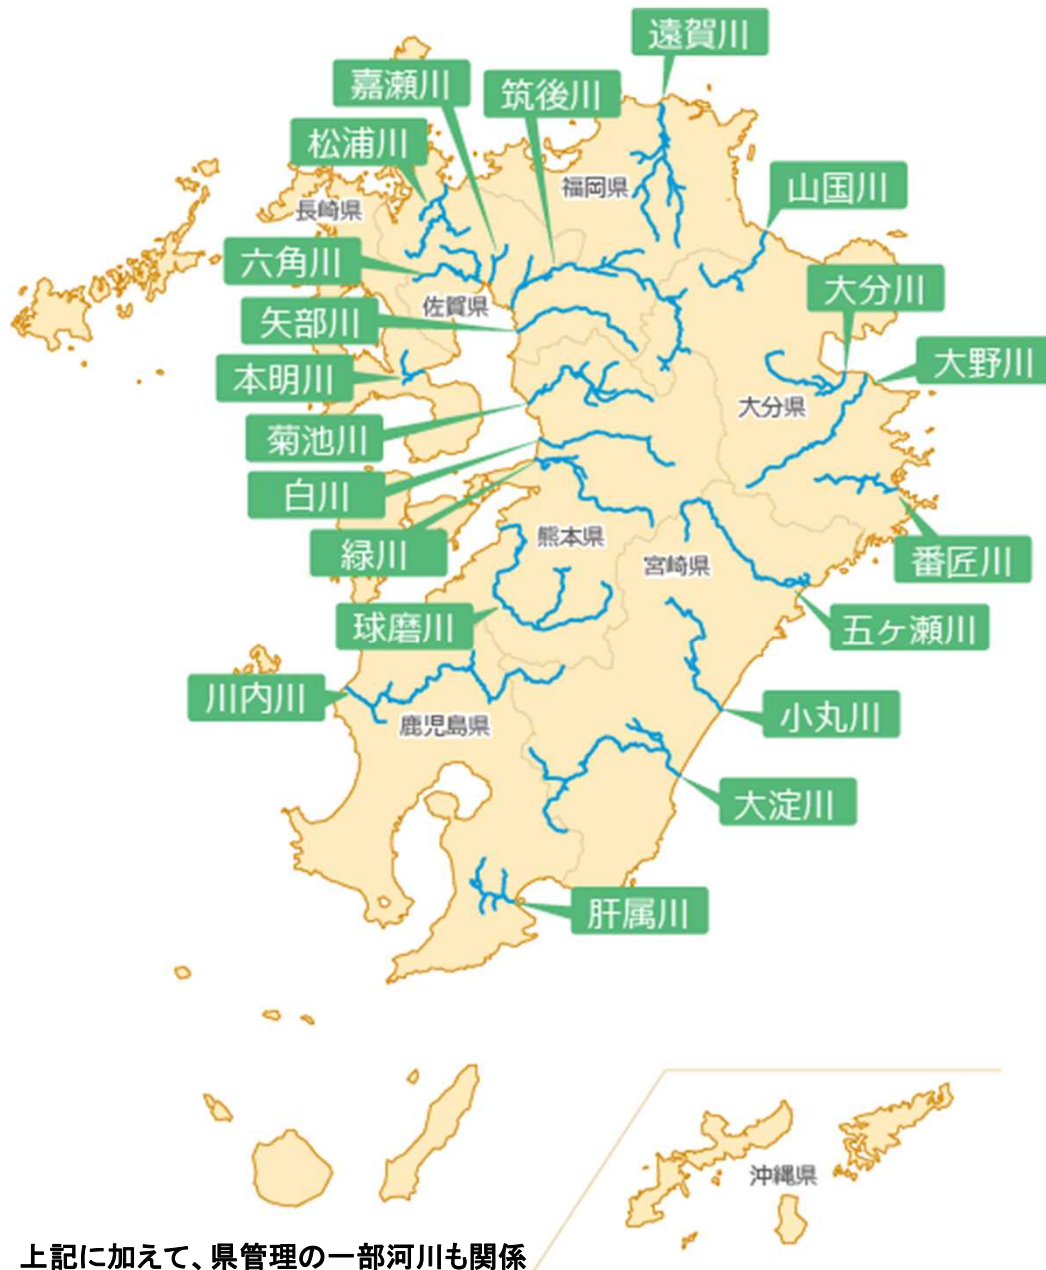 遠賀川
嘉瀬川
筑後川
松浦川
福岡県
山国川
長崎県
六角川
佐賀県
大分川
矢部川
大野川
本明川
大分県
菊池川
白川
緑川
熊本県
番匠川
宮崎県
球磨川
五ヶ瀬川
川内川
小丸川
鹿児島県
大淀川
肝属川
沖縄県
上記に加えて、県管理の一部河川も関係